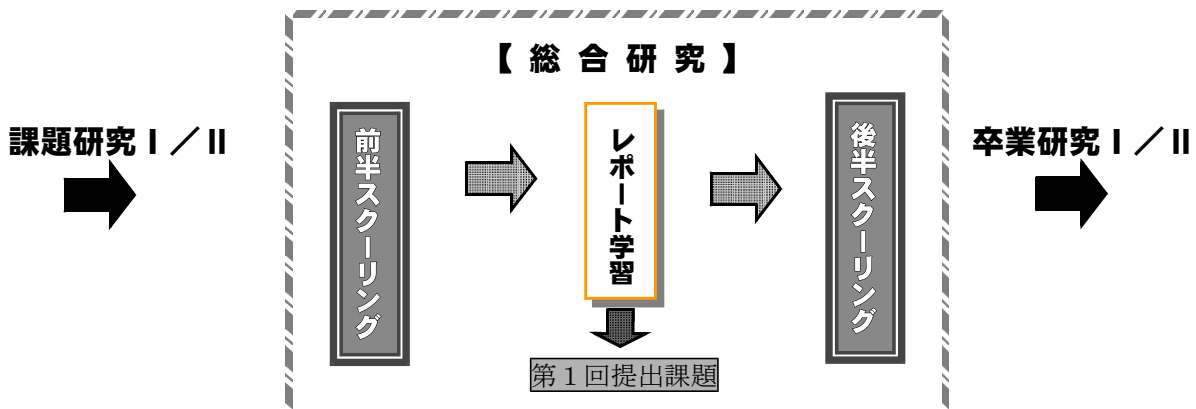 【 総 合 研 究 】
課題研究Ⅰ／Ⅱ
前半スクーリング
レポート学習
後半スクーリング
卒業研究Ⅰ／Ⅱ
第１回提出課題